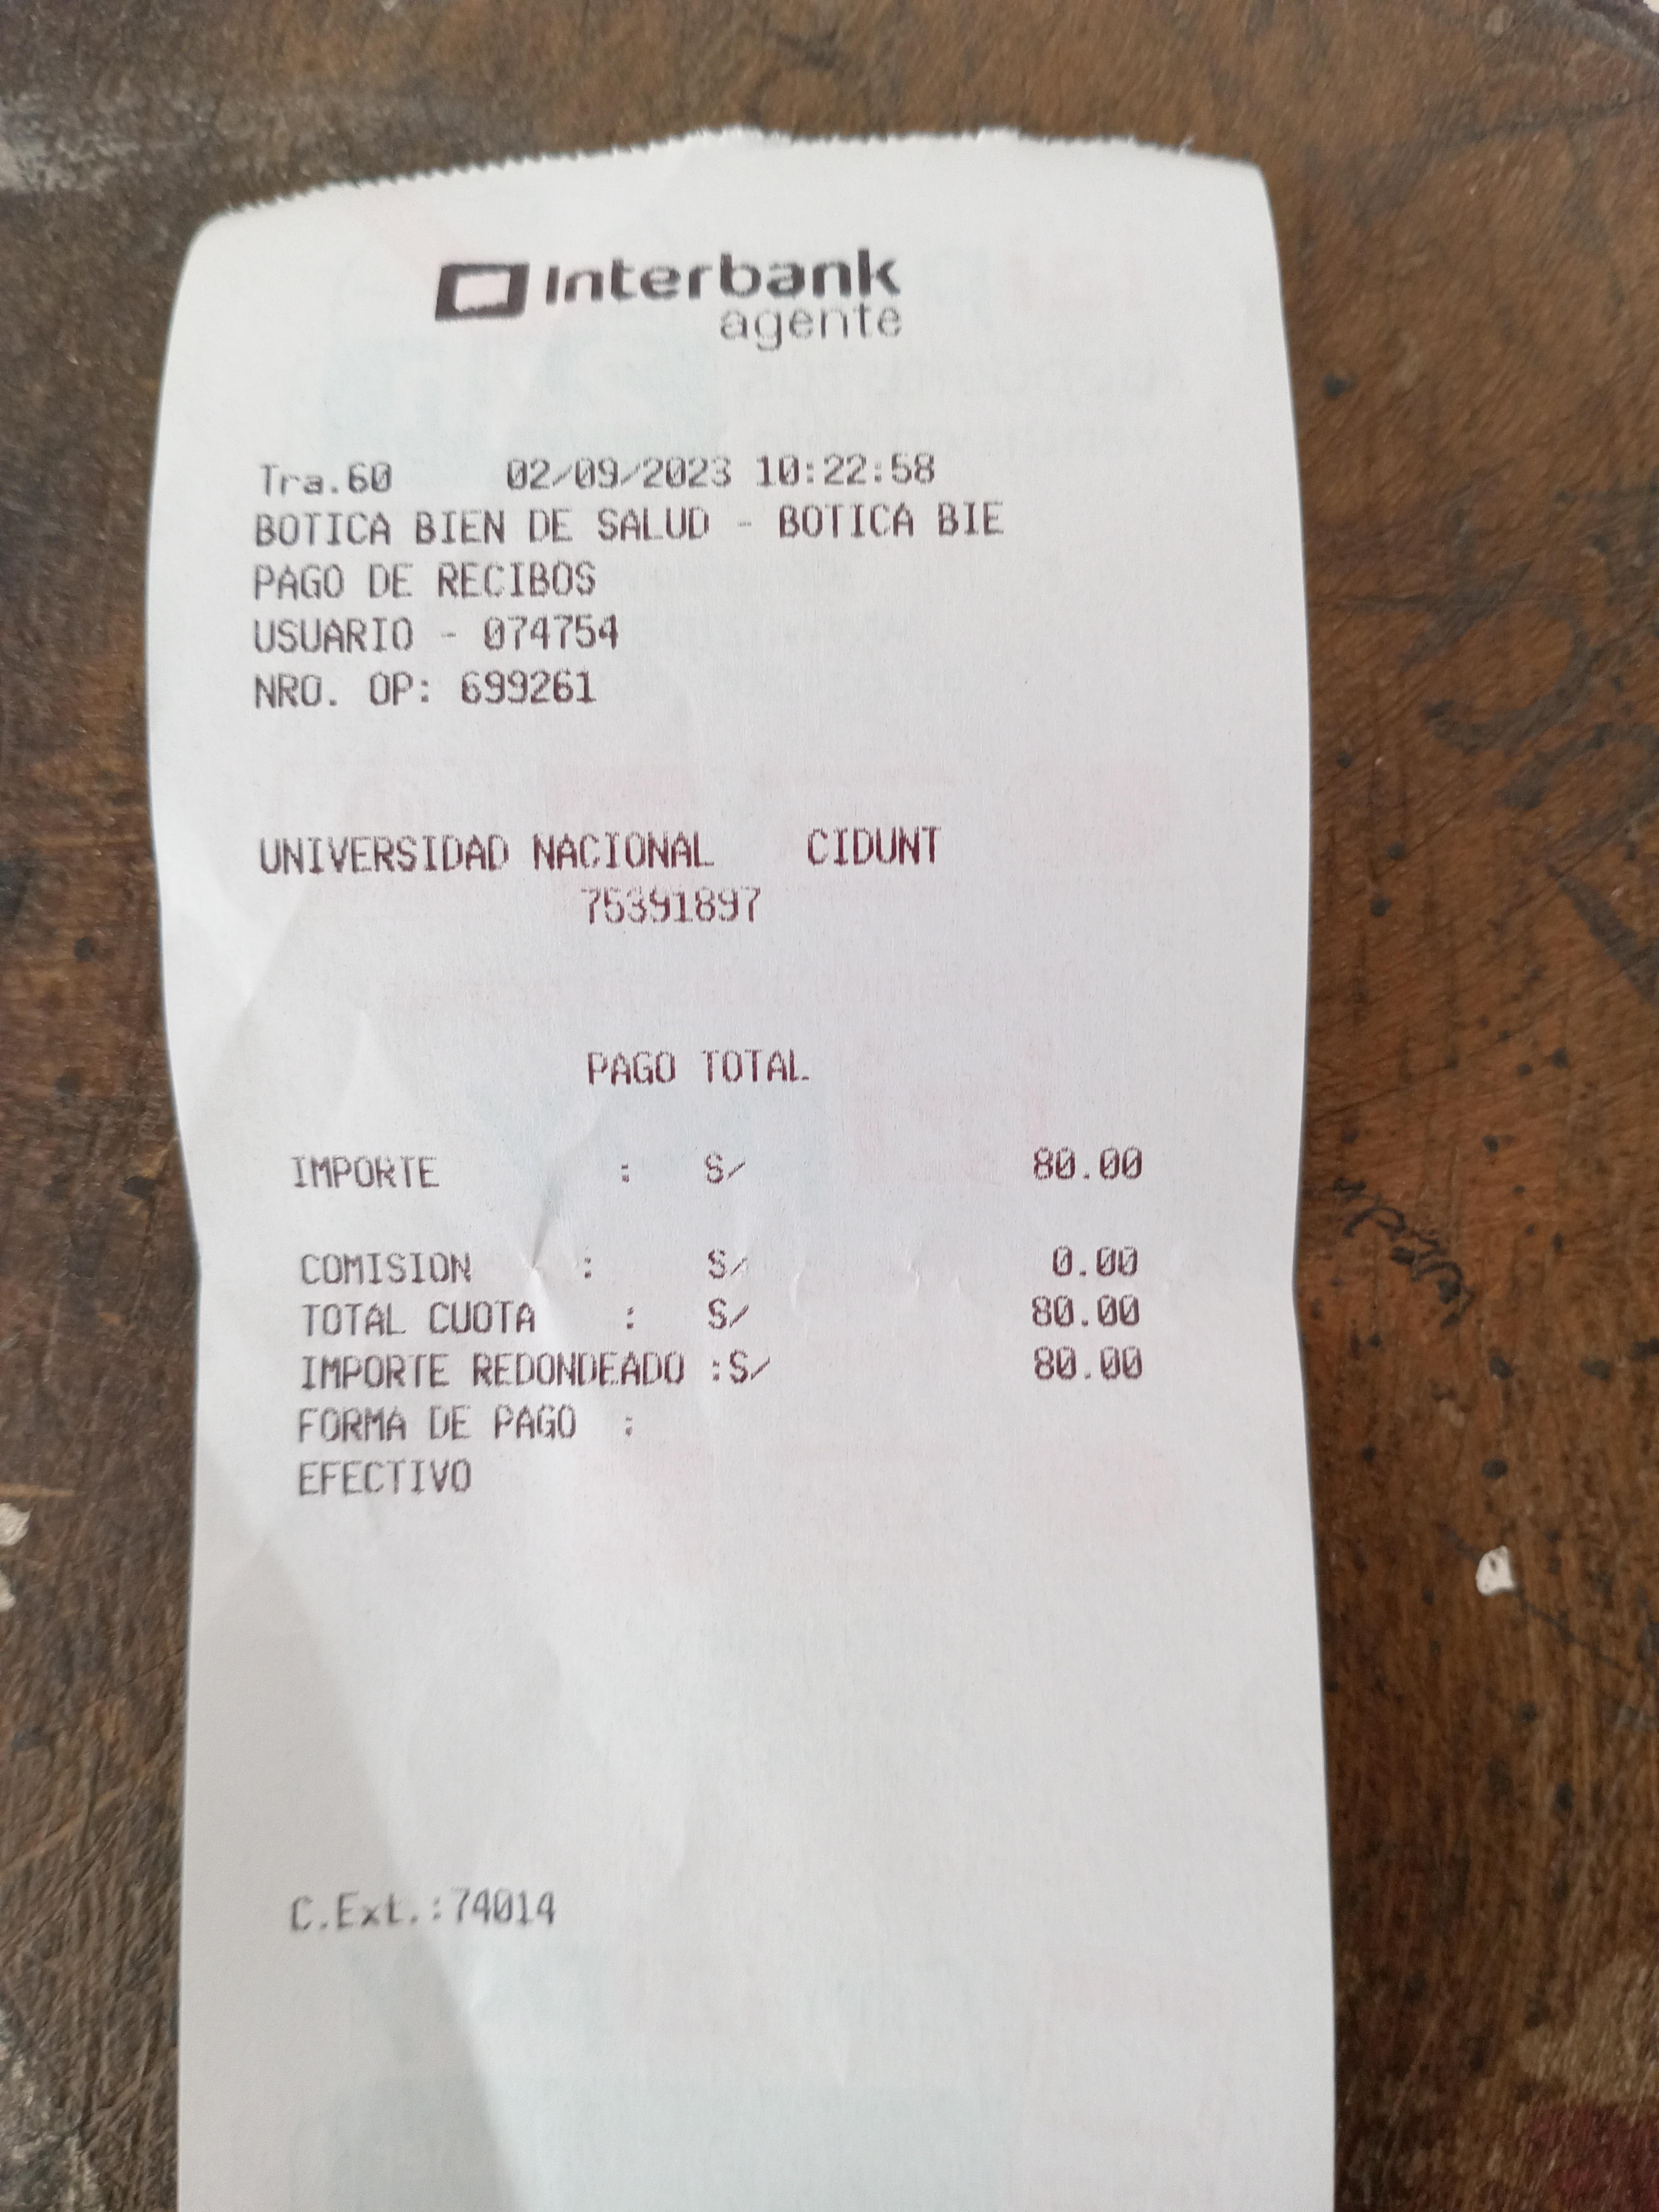 Interbank
agente
Tra.60 02/09/2023 10:22:58
BOTICA BIEN DE SALUD - BOTICA BIE
PAGO DE RECIBOS
USUARIO - 074754
NRO. OP: 699261
UNIVERSIDAD NACIONAL CIDUNT
75391897
PAGO TOTAL
IMPORTE : S/ 80.00
COMISION : S/ 0.00
TOTAL CUOTA : S/ 80.00
IMPORTE REDONDEADO :S/ 80.00
FORMA DE PAGO :
EFECTIVO
C.Ext.:74014